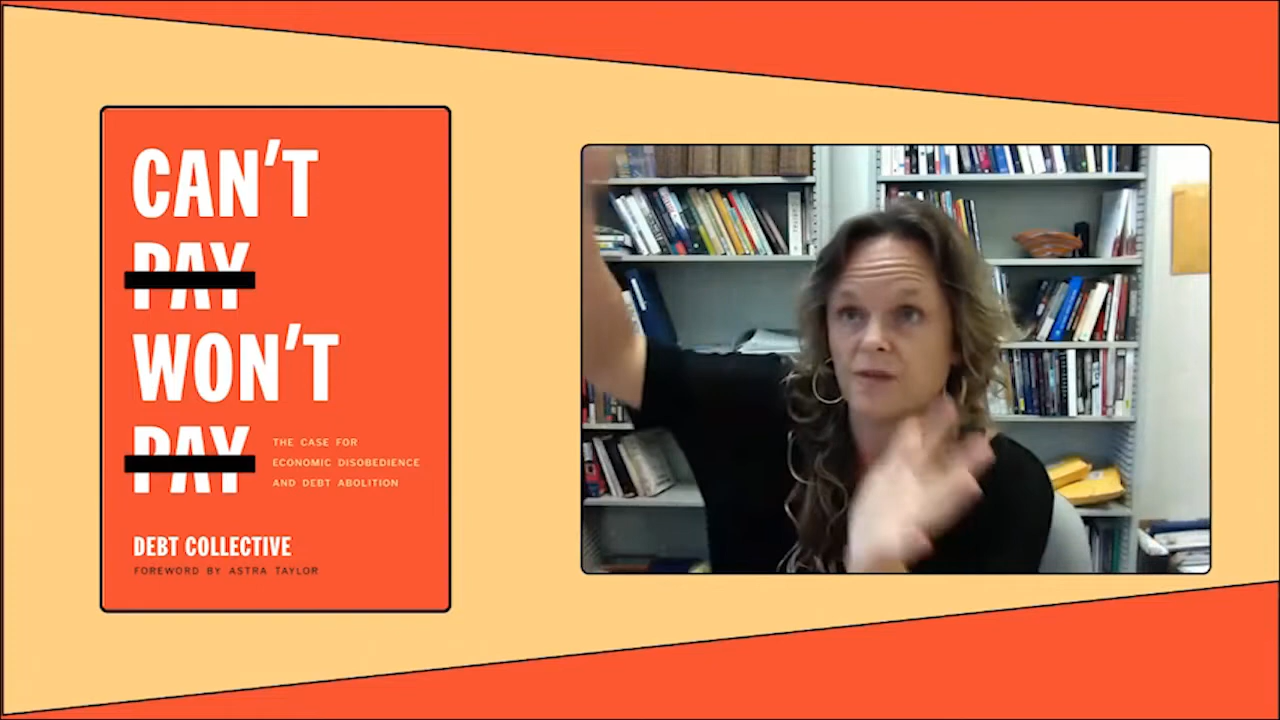 CAN'T
PAY
WON'T
PAY
THE CASE FOR
ECONOMIC DISOBEDIENCE
AND DEBT ABOLITION
DEBT COLLECTIVE
FOREWORD BY ASTRA TAYLOR